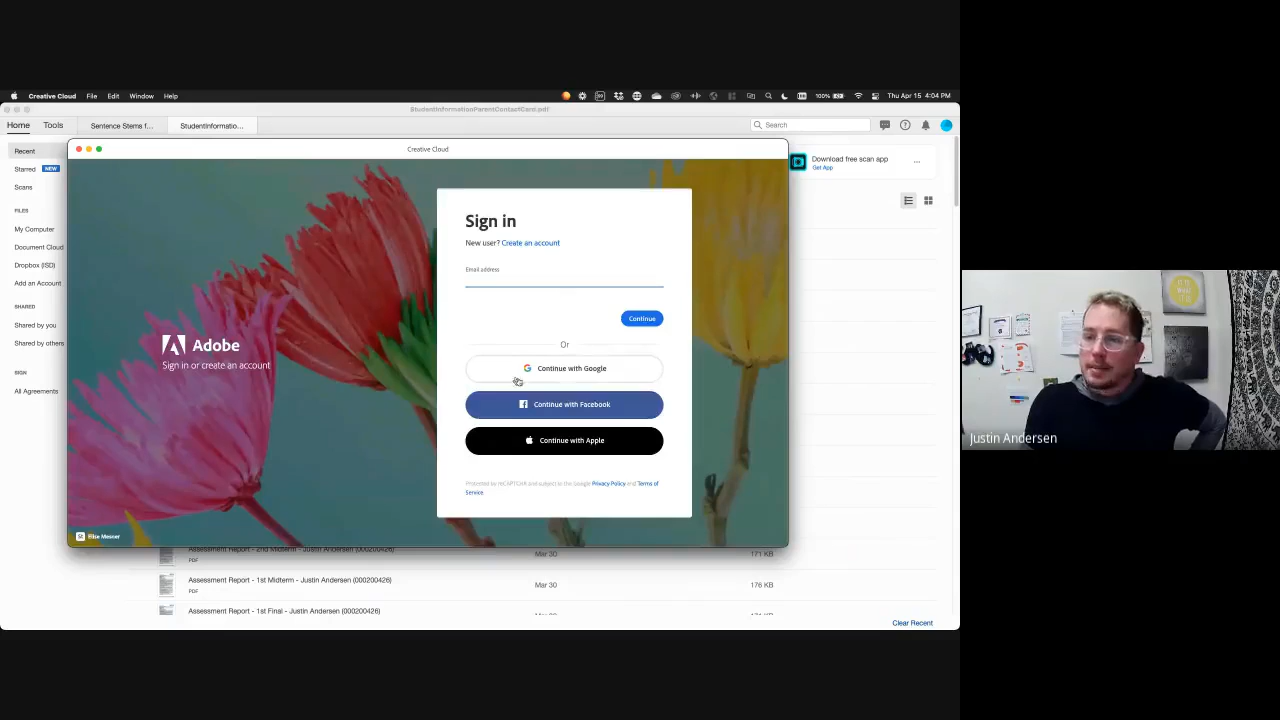 Creative Cloud File Edit Window Help
100% Thu Apr 15 4:04 PM
StudentInformationParentContactCard.pdf
Home Tools Sentence Stems f... StudentInformatio... Search
Creative Cloud
Recent
Starred NEW
Scans
FILES
My Computer
Document Cloud
Dropbox (ISD)
Add an Account
SHARED
Shared by you
Shared by others
SIGN
All Agreements
Download free scan app ...
Get App
Adobe
Sign in or create an account
Elise Mesner
Sign in
New user? Create an account
Email address
Continue
Or
Continue with Google
Continue with Facebook
Continue with Apple
Protected by reCAPTCHA and subject to the Google Privacy Policy and Terms of
Service
Assessment Report - 2nd Midterm - Justin Andersen (000200426) Mar 30 171 KB
PDF
Assessment Report - 1st Midterm - Justin Andersen (000200426) Mar 30 176 KB
PDF
Assessment Report - 1st Final - Justin Andersen (000200426)
Clear Recent
Justin Andersen